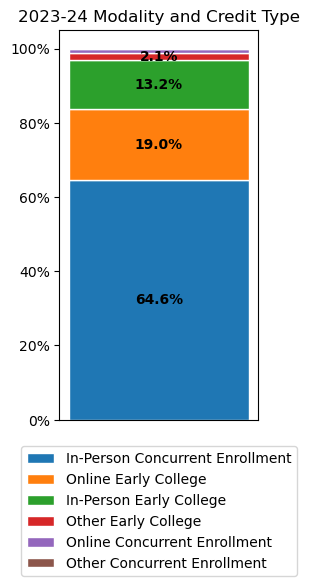 2023-24 Modality and Credit Type
100%
2.1%
13.2%
80%
19.0%
60%
40%
64.6%
20%
0%
In-Person Concurrent Enrollment
Online Early College
In-Person Early College
Other Early College
Online Concurrent Enrollment
Other Concurrent Enrollment